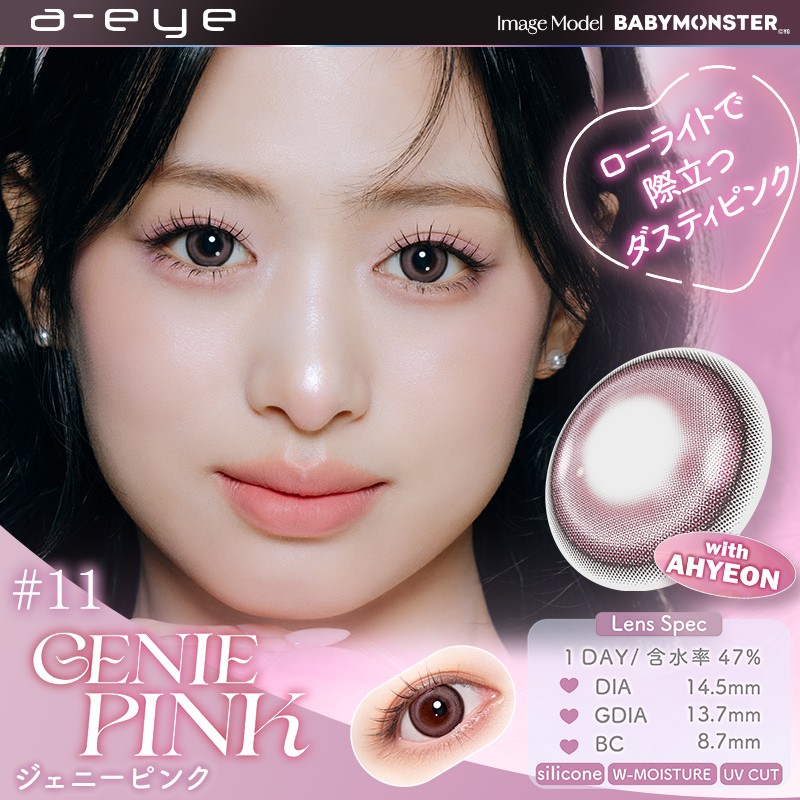 a-eye
Image Model BABYMONSTER ©YG
ローライトで
際立つ
ダスティピンク
with
AHYEON
#11
GENIE
PINK
ジェニーピンク
Lens Spec
1 DAY/ 含水率 47%
DIA 14.5mm
GDIA 13.7mm
BC 8.7mm
silicone W-MOISTURE UV CUT